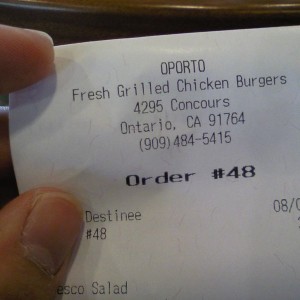 OPORTO
Fresh Grilled Chicken Burgers
4295 Concours
Ontario, CA 91764
(909)484-5415
Order #48
Destinee 08/0
#48
esco Salad